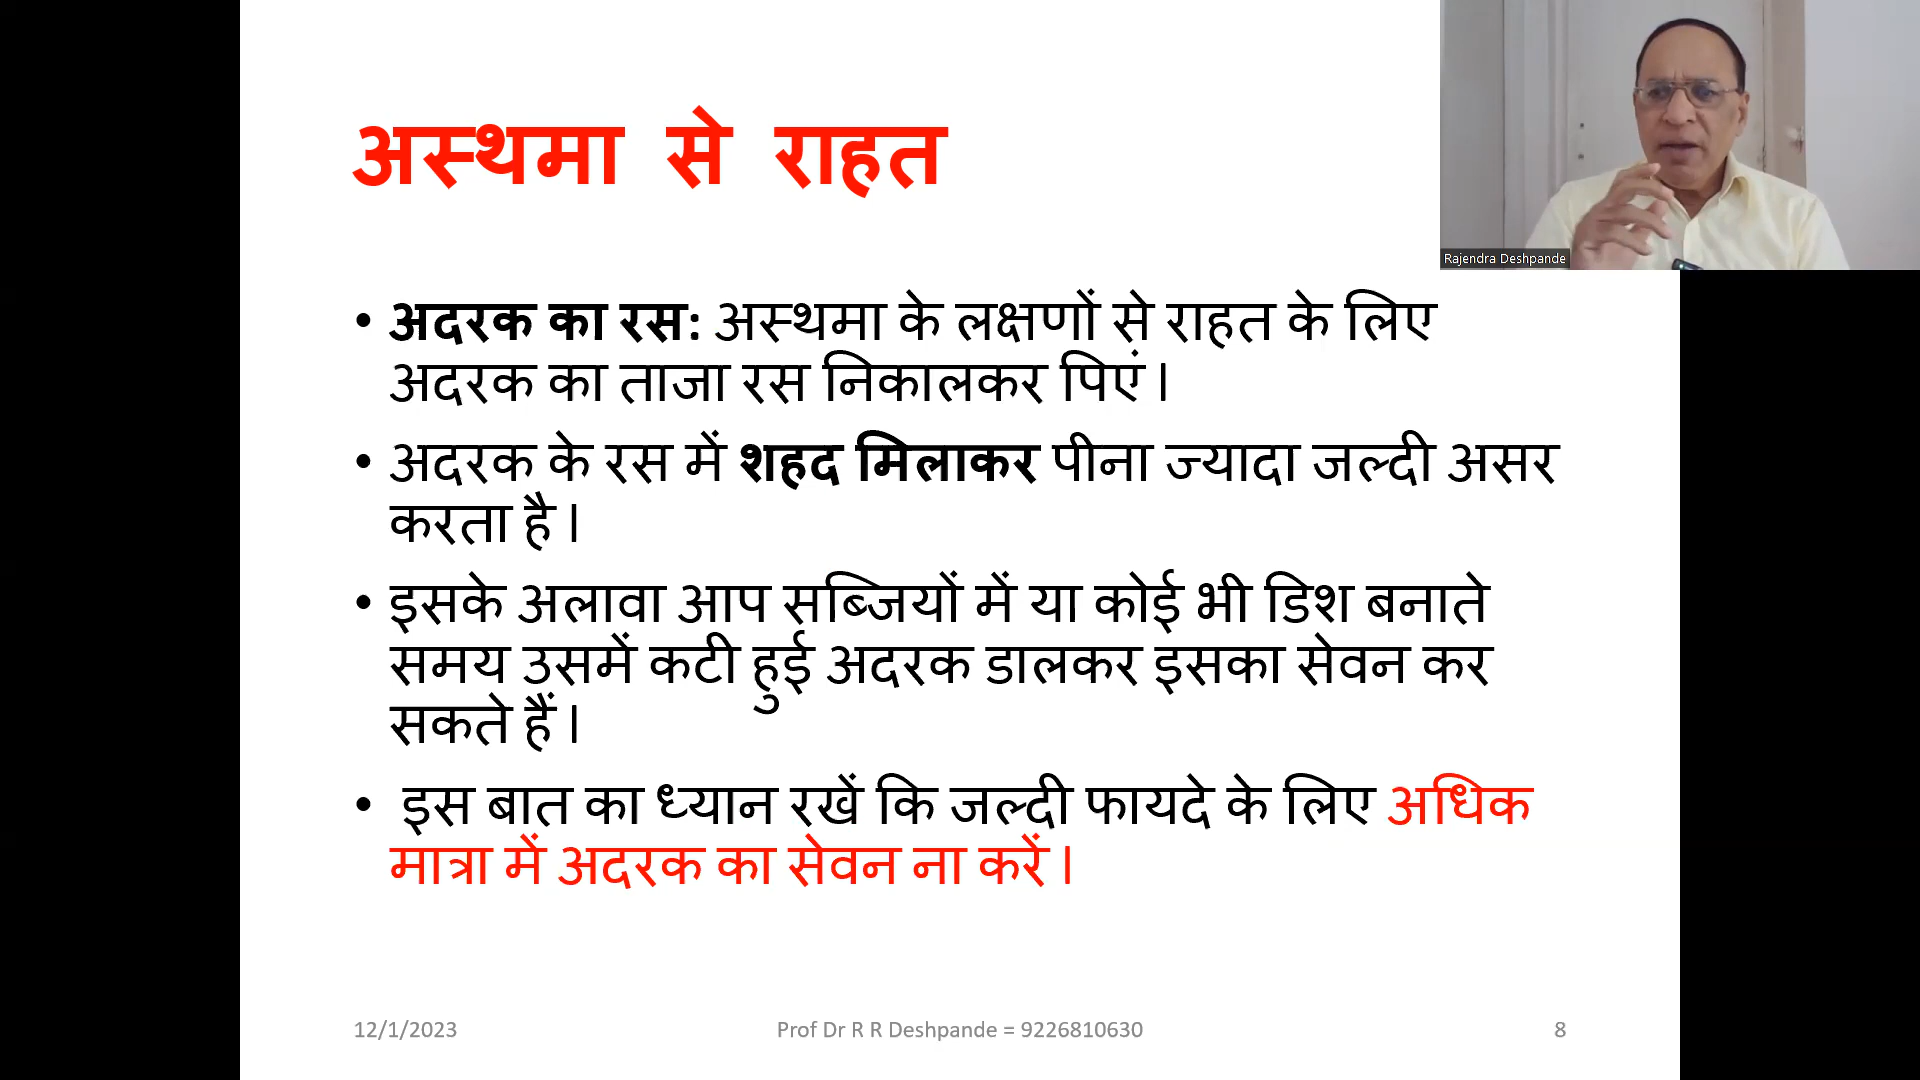 अस्थमा से राहत
Rajendra Deshpande
• अदरक का रस: अस्थमा के लक्षणों से राहत के लिए
अदरक का ताजा रस निकालकर पिएं।
• अदरक के रस में शहद मिलाकर पीना ज्यादा जल्दी असर
करता है।
• इसके अलावा आप सब्जियों में या कोई भी डिश बनाते
समय उसमें कटी हुई अदरक डालकर इसका सेवन कर
सकते हैं।
• इस बात का ध्यान रखें कि जल्दी फायदे के लिए अधिक
मात्रा में अदरक का सेवन ना करें।
12/1/2023
Prof Dr R R Deshpande = 9226810630
8